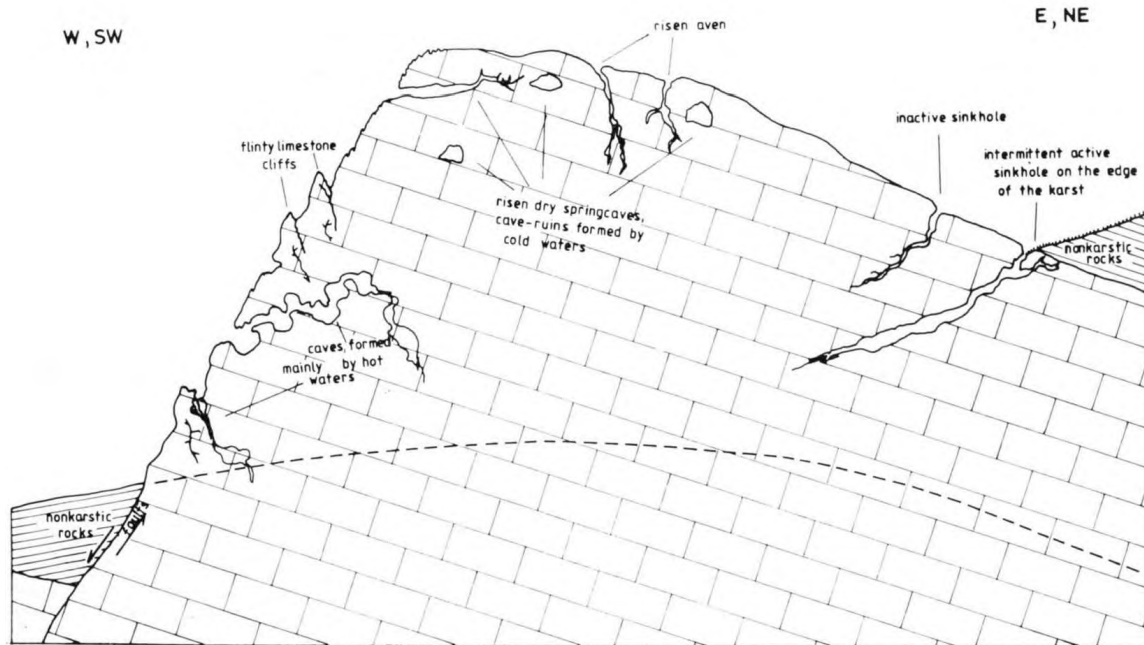 W, SW
E, NE
risen aven
inactive sinkhole
intermittent active
sinkhole on the edge
of the karst
flinty limestone
cliffs
risen dry springcaves,
cave-ruins formed by
cold waters
nonkarstic
rocks
caves, formed
mainly by hot
waters
nonkarstic
rocks
faults